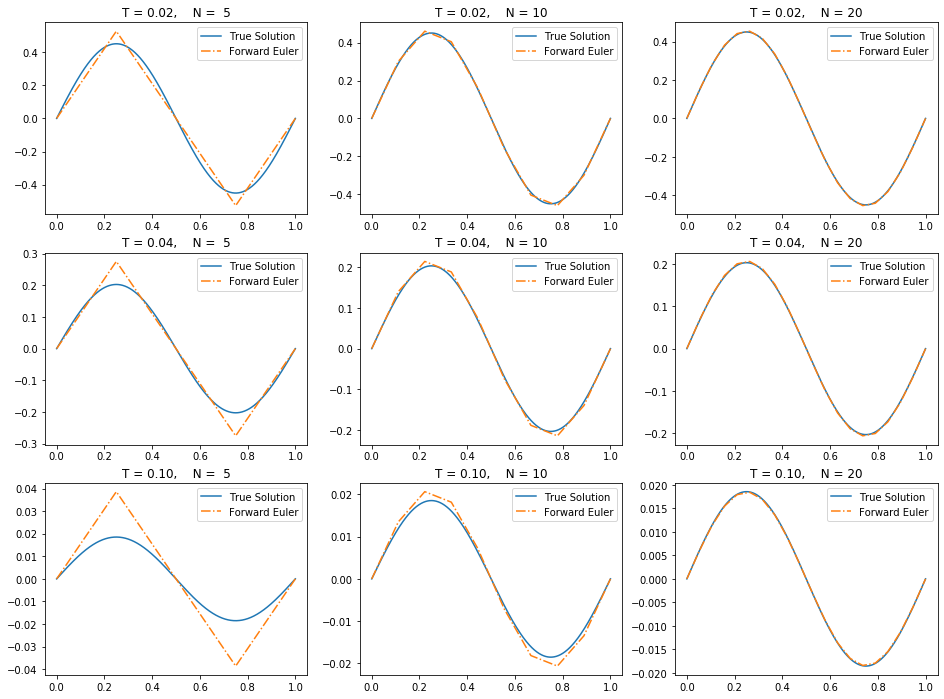 T = 0.02,    N =  5
True Solution
Forward Euler
0.4
0.2
0.0
−0.2
−0.4
0.0 0.2 0.4 0.6 0.8 1.0
T = 0.02,    N = 10
True Solution
Forward Euler
0.4
0.2
0.0
−0.2
−0.4
0.0 0.2 0.4 0.6 0.8 1.0
T = 0.02,    N = 20
True Solution
Forward Euler
0.4
0.2
0.0
−0.2
−0.4
0.0 0.2 0.4 0.6 0.8 1.0
T = 0.04,    N =  5
True Solution
Forward Euler
0.3
0.2
0.1
0.0
−0.1
−0.2
−0.3
0.0 0.2 0.4 0.6 0.8 1.0
T = 0.04,    N = 10
True Solution
Forward Euler
0.2
0.1
0.0
−0.1
−0.2
0.0 0.2 0.4 0.6 0.8 1.0
T = 0.04,    N = 20
True Solution
Forward Euler
0.2
0.1
0.0
−0.1
−0.2
0.0 0.2 0.4 0.6 0.8 1.0
T = 0.10,    N =  5
True Solution
Forward Euler
0.04
0.03
0.02
0.01
0.00
−0.01
−0.02
−0.03
−0.04
0.0 0.2 0.4 0.6 0.8 1.0
T = 0.10,    N = 10
True Solution
Forward Euler
0.02
0.01
0.00
−0.01
−0.02
0.0 0.2 0.4 0.6 0.8 1.0
T = 0.10,    N = 20
True Solution
Forward Euler
0.020
0.015
0.010
0.005
0.000
−0.005
−0.010
−0.015
−0.020
0.0 0.2 0.4 0.6 0.8 1.0